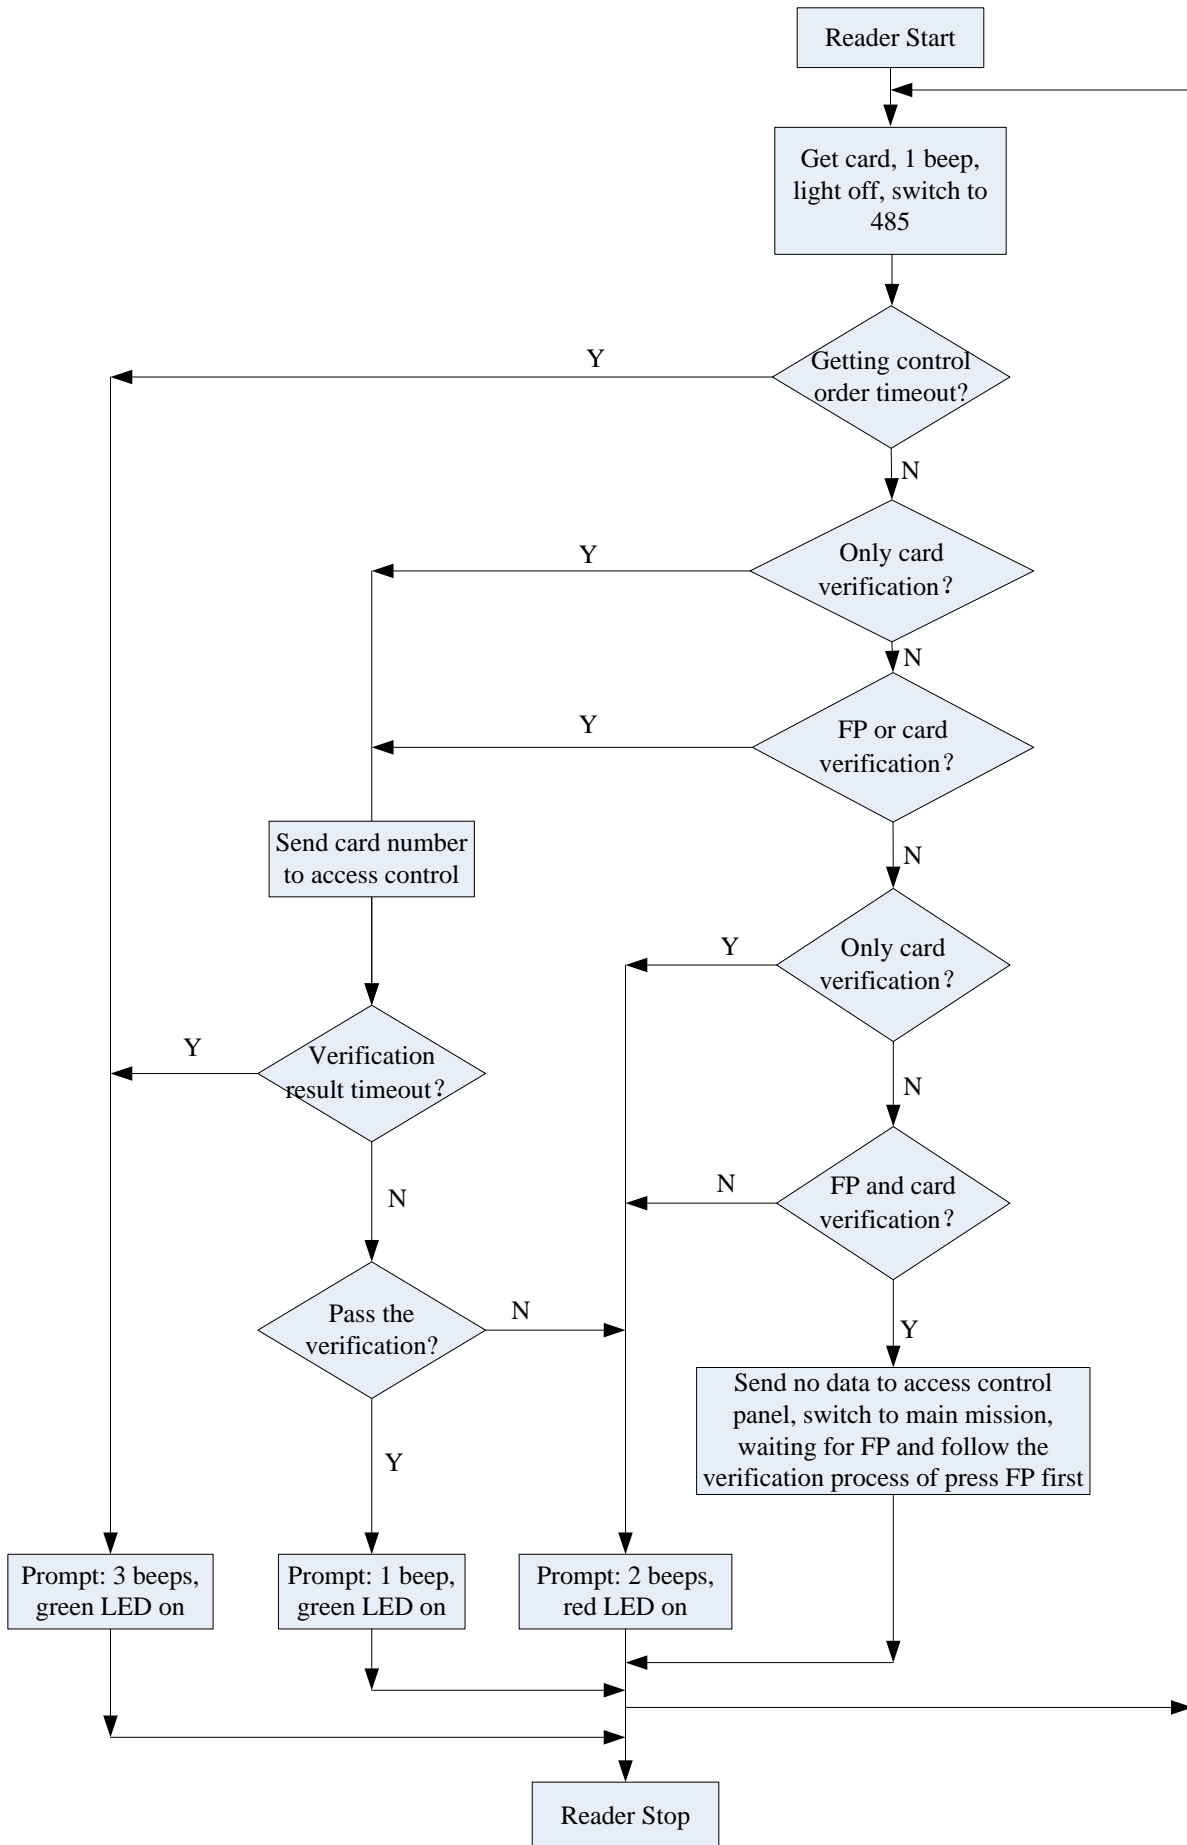 Reader Start
Get card, 1 beep,
light off, switch to
485
Getting control
order timeout?
Y
N
Only card
verification?
Y
N
FP or card
verification?
Y
N
Send card number
to access control
Only card
verification?
Y
N
Verification
result timeout?
Y
N
FP and card
verification?
N
Y
Pass the
verification?
N
Y
Send no data to access control
panel, switch to main mission,
waiting for FP and follow the
verification process of press FP first
Prompt: 3 beeps,
green LED on
Prompt: 1 beep,
green LED on
Prompt: 2 beeps,
red LED on
Reader Stop